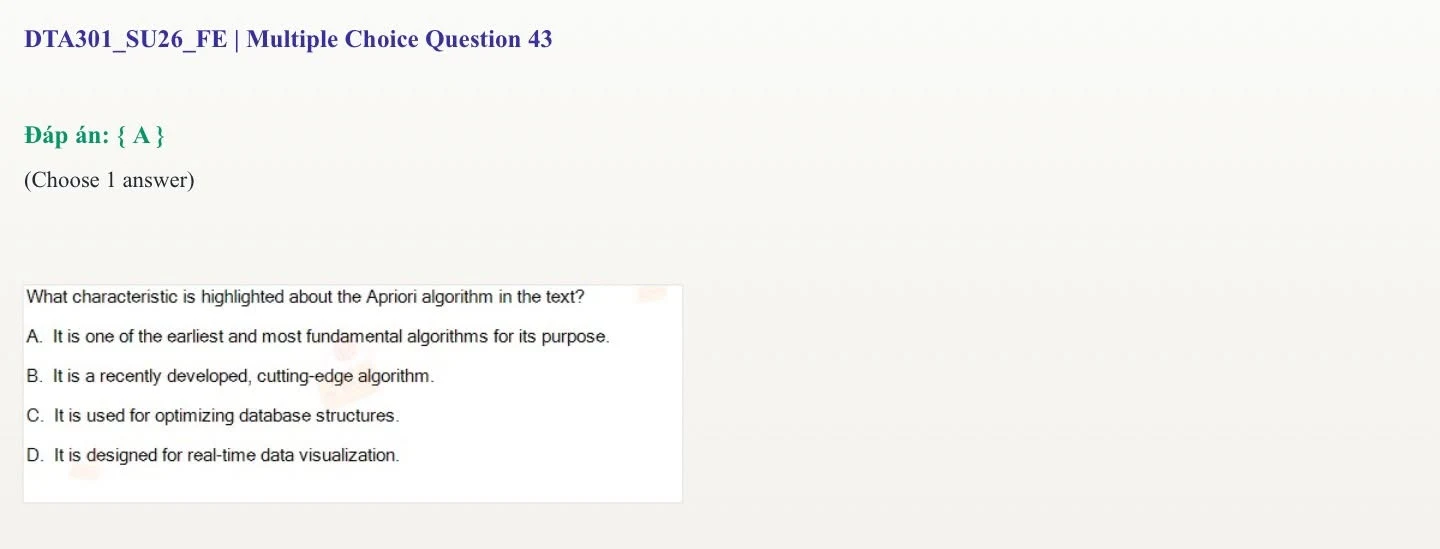 DTA301_SU26_FE | Multiple Choice Question 43
Đáp án: { A }
(Choose 1 answer)
What characteristic is highlighted about the Apriori algorithm in the text?
A. It is one of the earliest and most fundamental algorithms for its purpose.
B. It is a recently developed, cutting-edge algorithm.
C. It is used for optimizing database structures.
D. It is designed for real-time data visualization.